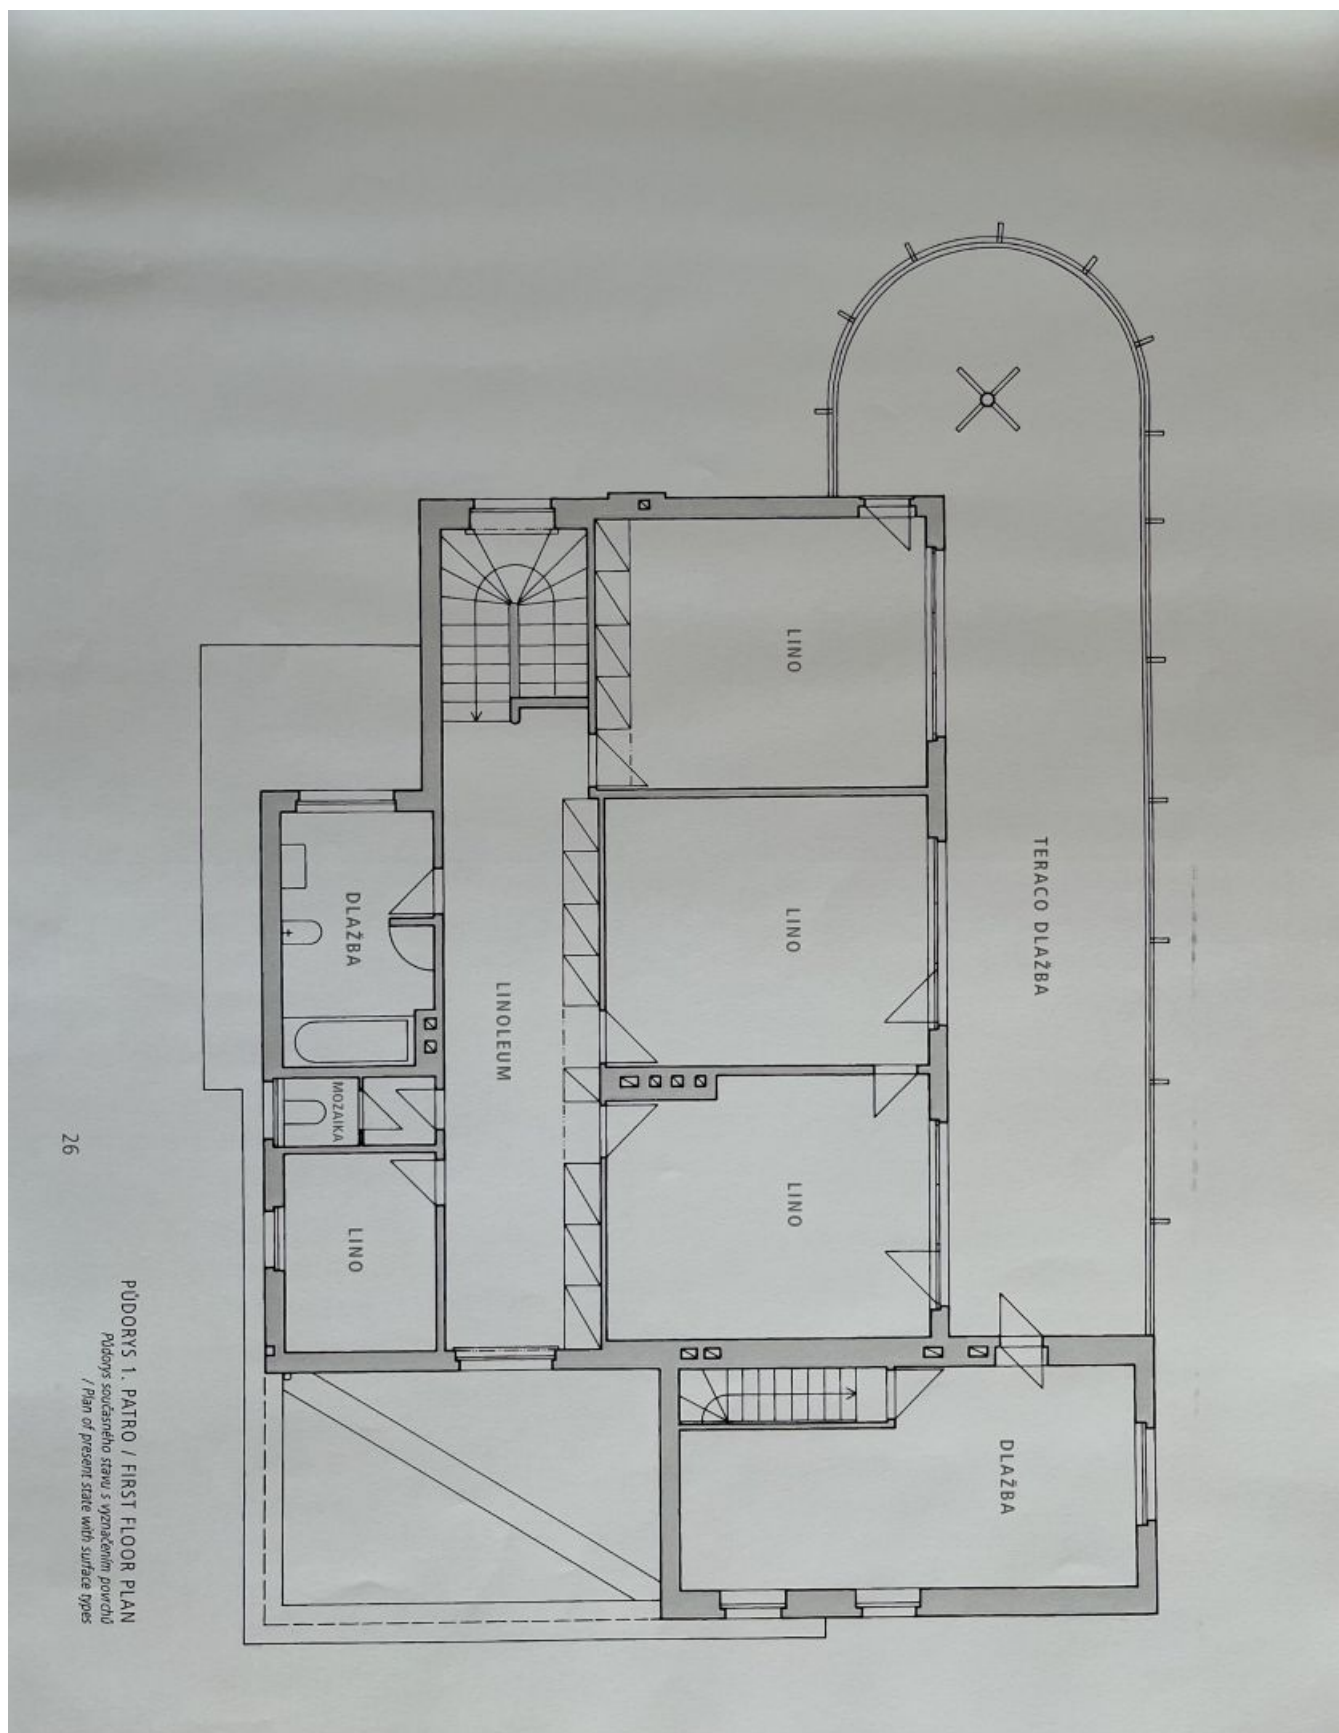 TERACO DLAŽBA
LINO
LINO
LINO
DLAŽBA
LINOLEUM
DLAŽBA
MOZAIKA
LINO
PŮDORYS 1. PATRO / FIRST FLOOR PLAN
Půdorys současného stavu s vyznačením povrchů
/ Plan of present state with surface types
26